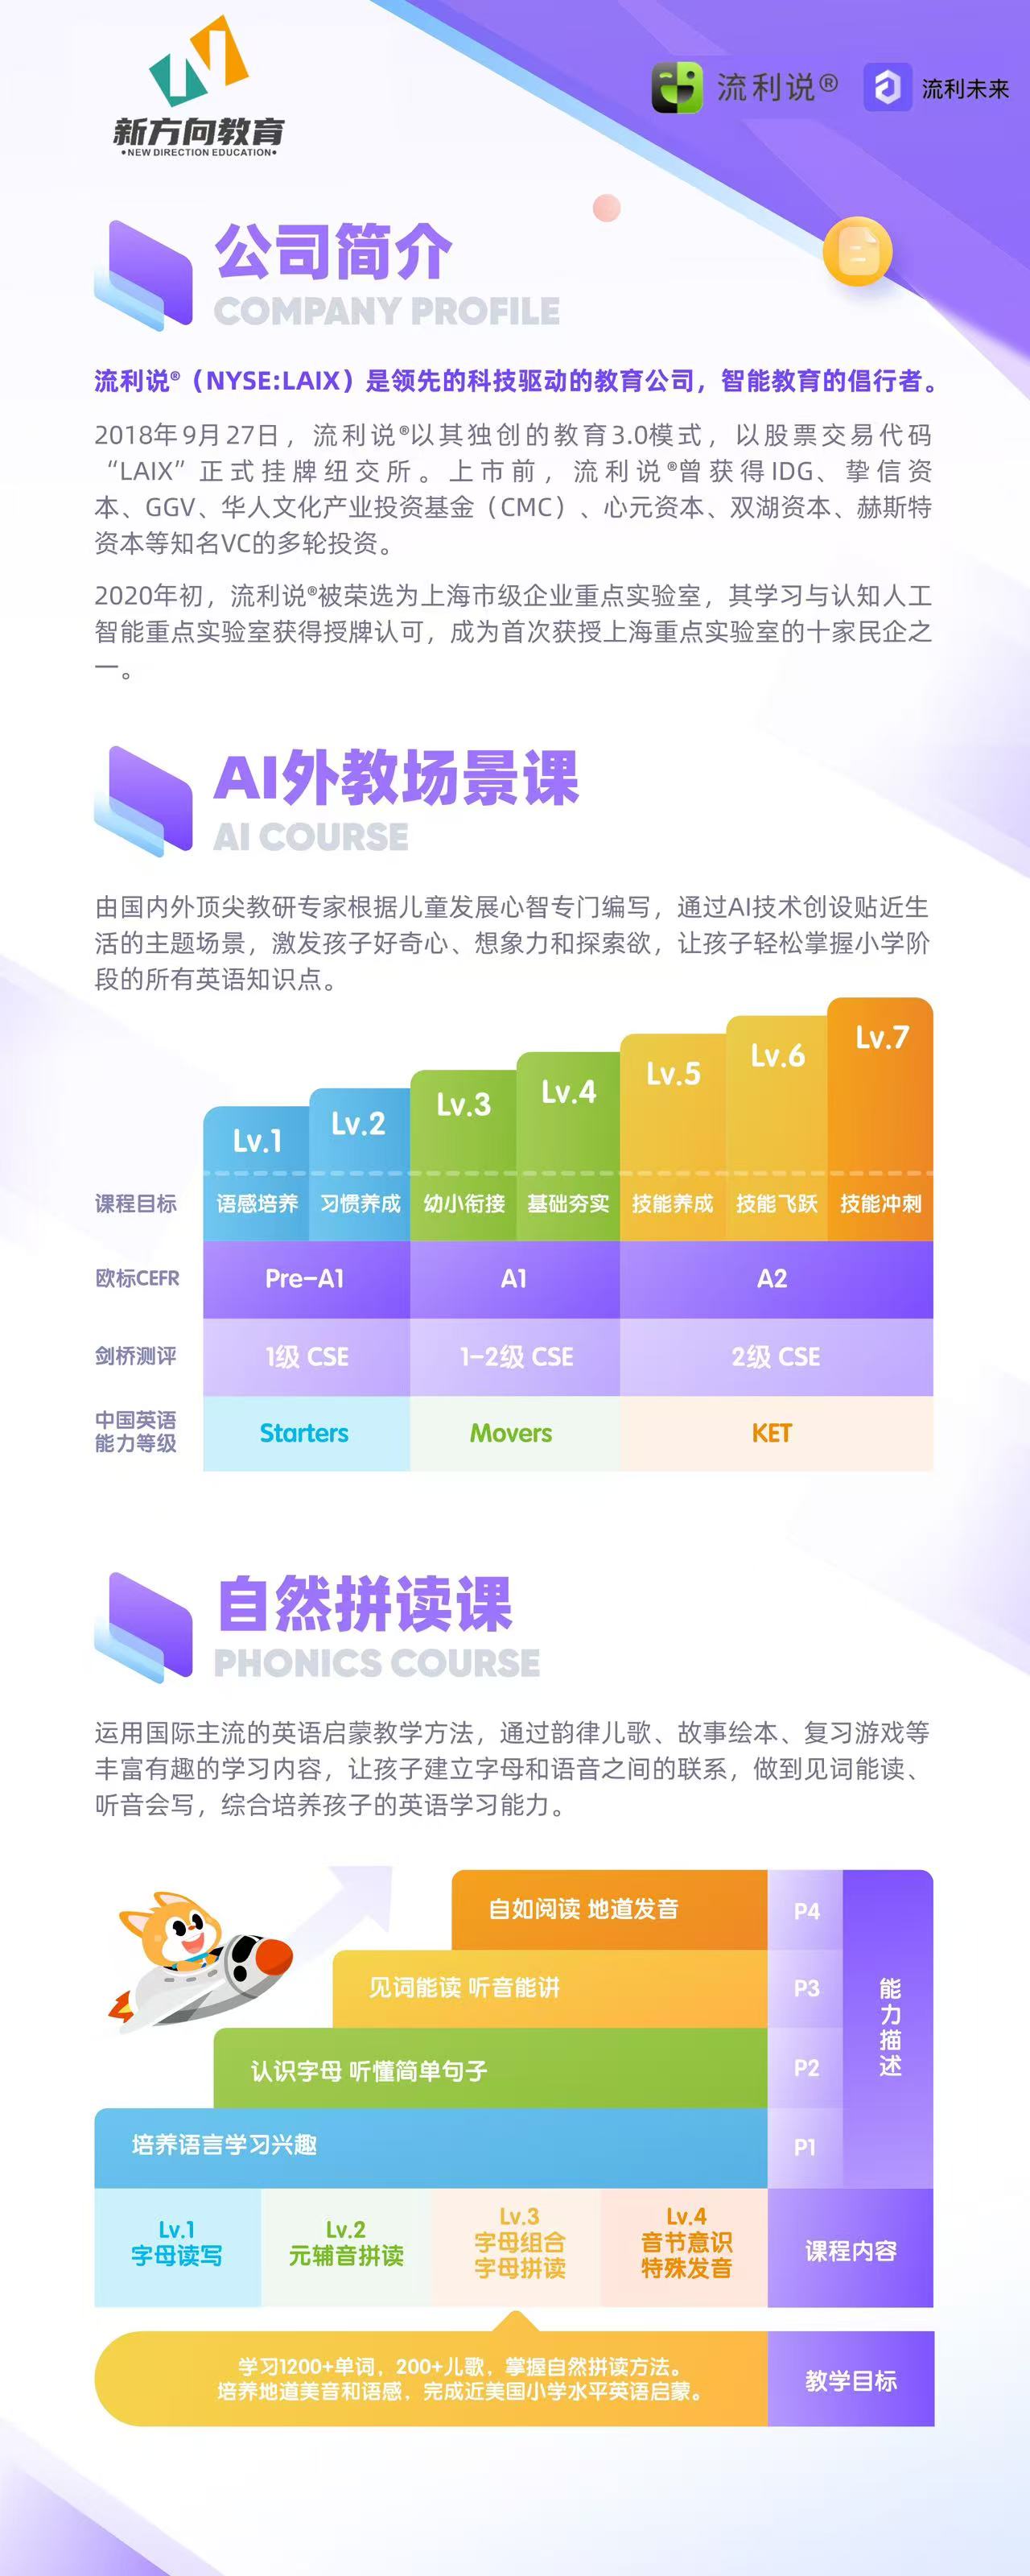 新方向教育
•NEW DIRECTION EDUCATION•
流利说®
流利未来
公司简介
COMPANY PROFILE
流利说®（NYSE:LAIX）是领先的科技驱动的教育公司，智能教育的倡行者。
2018年9月27日，流利说®以其独创的教育3.0模式，以股票交易代码
“LAIX”正式挂牌纽交所。上市前，流利说®曾获得IDG、挚信资
本、GGV、华人文化产业投资基金（CMC）、心元资本、双湖资本、赫斯特
资本等知名VC的多轮投资。
2020年初，流利说®被荣选为上海市级企业重点实验室，其学习与认知人工
智能重点实验室获得授牌认可，成为首次获授上海重点实验室的十家民企之
一。
AI外教场景课
AI COURSE
由国内外顶尖教研专家根据儿童发展心智专门编写，通过AI技术创设贴近生
活的主题场景，激发孩子好奇心、想象力和探索欲，让孩子轻松掌握小学阶
段的所有英语知识点。
Lv.1
Lv.2
Lv.3
Lv.4
Lv.5
Lv.6
Lv.7
课程目标 语感培养 习惯养成 幼小衔接 基础夯实 技能养成 技能飞跃 技能冲刺
欧标CEFR Pre-A1 A1 A2
剑桥测评 1级 CSE 1-2级 CSE 2级 CSE
中国英语
能力等级
Starters Movers KET
自然拼读课
PHONICS COURSE
运用国际主流的英语启蒙教学方法，通过韵律儿歌、故事绘本、复习游戏等
丰富有趣的学习内容，让孩子建立字母和语音之间的联系，做到见词能读、
听音会写，综合培养孩子的英语学习能力。
自如阅读 地道发音 P4
见词能读 听音能讲 P3
认识字母 听懂简单句子 P2
培养语言学习兴趣 P1
能力描述
Lv.1
字母读写
Lv.2
元辅音拼读
Lv.3
字母组合
字母拼读
Lv.4
音节意识
特殊发音
课程内容
学习1200+单词，200+儿歌，掌握自然拼读方法。
培养地道美音和语感，完成近美国小学水平英语启蒙。
教学目标